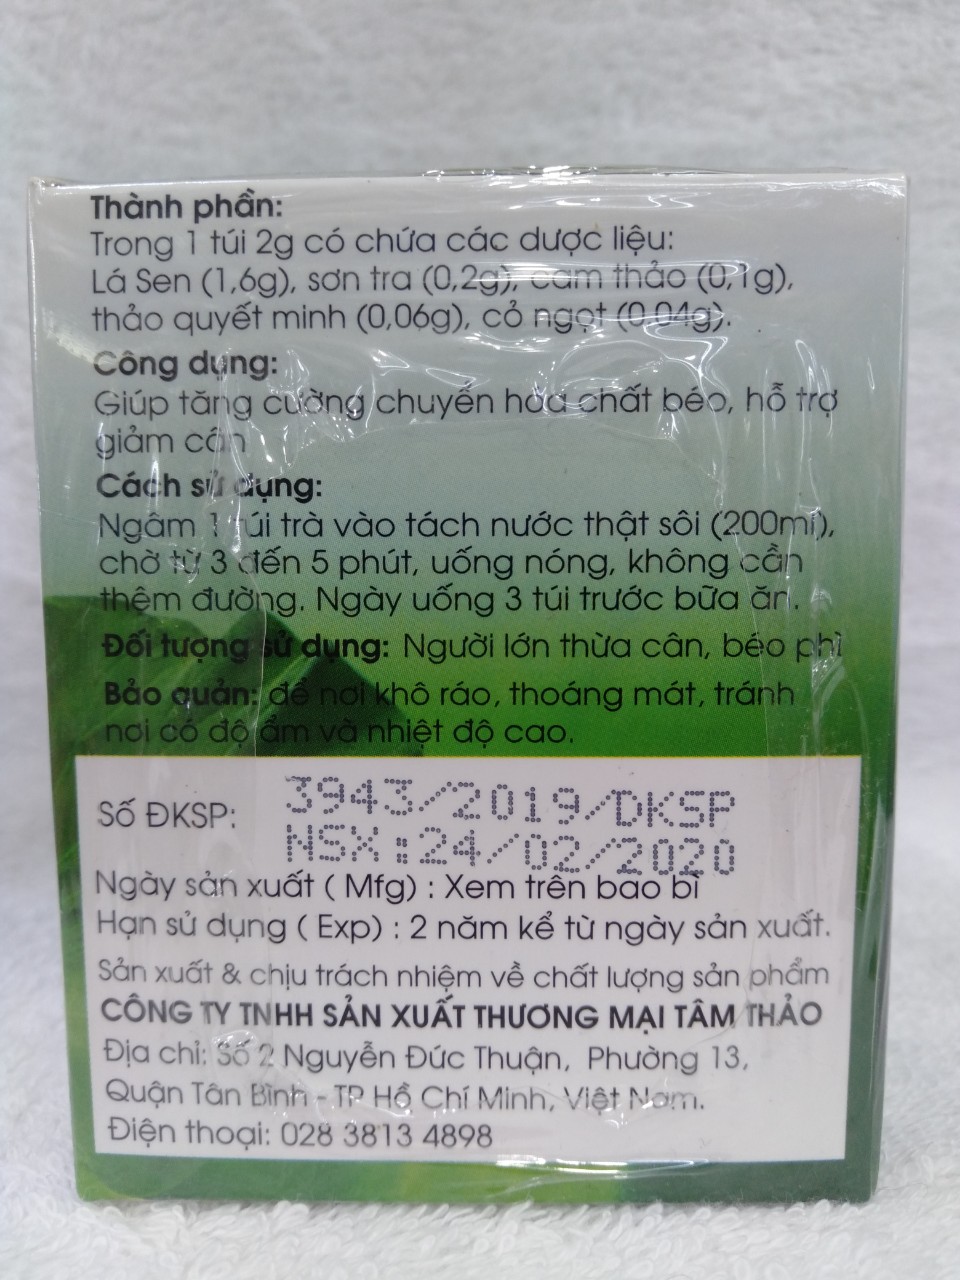 Thành phần:
Trong 1 túi 2g có chứa các dược liệu:
Lá Sen (1,6g), sơn tra (0,2g), cam thảo (0,1g),
thảo quyết minh (0,06g), cỏ ngọt (0,04g).
Công dụng:
Giúp tăng cường chuyển hóa chất béo, hỗ trợ
giảm cân
Cách sử dụng:
Ngâm 1 túi trà vào tách nước thật sôi (200ml),
chờ từ 3 đến 5 phút, uống nóng, không cần
thêm đường. Ngày uống 3 túi trước bữa ăn.
Đối tượng sử dụng: Người lớn thừa cân, béo phì
Bảo quản: để nơi khô ráo, thoáng mát, tránh
nơi có độ ẩm và nhiệt độ cao.
Số ĐKSP: 3943/2019/DKSP
NSX:24/02/2020
Ngày sản xuất ( Mfg) : Xem trên bao bì
Hạn sử dụng ( Exp) : 2 năm kể từ ngày sản xuất.
Sản xuất & chịu trách nhiệm về chất lượng sản phẩm
CÔNG TY TNHH SẢN XUẤT THƯƠNG MẠI TÂM THẢO
Địa chỉ: Số 2 Nguyễn Đức Thuận, Phường 13,
Quận Tân Bình - TP Hồ Chí Minh, Việt Nam.
Điện thoại: 028 3813 4898